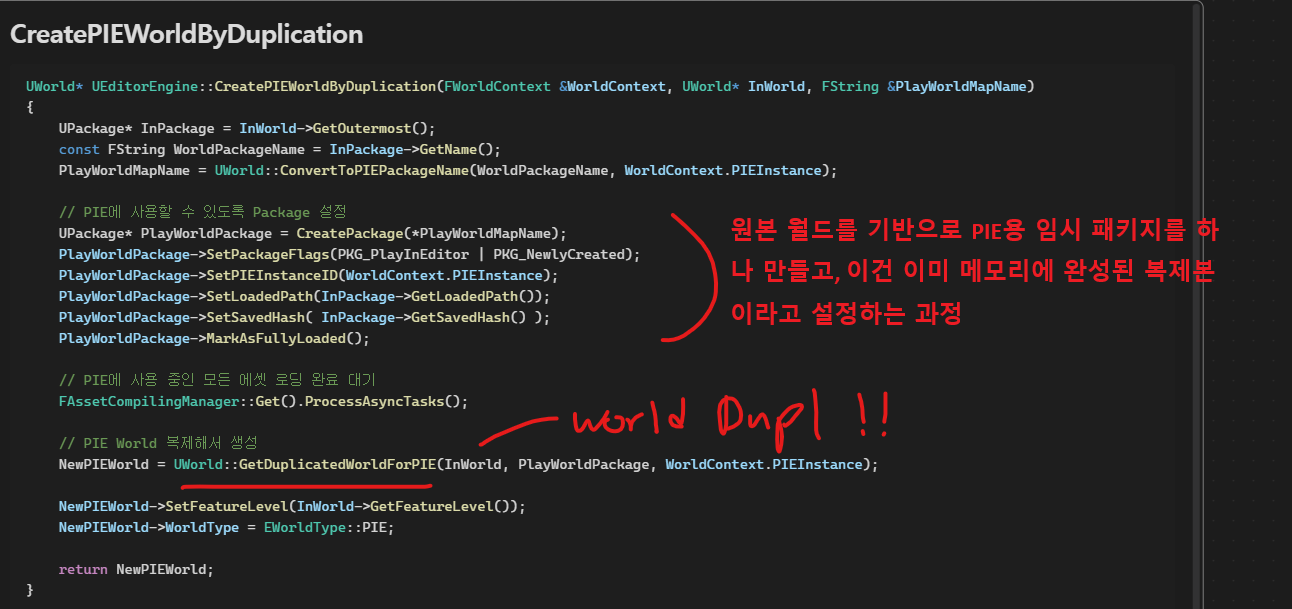 CreatePIEWorldByDuplication
UWorld* UEditorEngine::CreatePIEWorldByDuplication(FWorldContext &WorldContext, UWorld* InWorld, FString &PlayWorldMapName)
{
UPackage* InPackage = InWorld->GetOutermost();
const FString WorldPackageName = InPackage->GetName();
PlayWorldMapName = UWorld::ConvertToPIEPackageName(WorldPackageName, WorldContext.PIEInstance);
// PIE에 사용할 수 있도록 Package 설정
UPackage* PlayWorldPackage = CreatePackage(*PlayWorldMapName);
PlayWorldPackage->SetPackageFlags(PKG_PlayInEditor | PKG_NewlyCreated);
PlayWorldPackage->SetPIEInstanceID(WorldContext.PIEInstance);
PlayWorldPackage->SetLoadedPath(InPackage->GetLoadedPath());
PlayWorldPackage->SetSavedHash( InPackage->GetSavedHash() );
PlayWorldPackage->MarkAsFullyLoaded();
원본 월드를 기반으로 PIE용 임시 패키지를 하
나 만들고, 이건 이미 메모리에 완성된 복제본
이라고 설정하는 과정
// PIE에 사용 중인 모든 에셋 로딩 완료 대기
FAssetCompilingManager::Get().ProcessAsyncTasks();
world Dupl !!
// PIE World 복제해서 생성
NewPIEWorld = UWorld::GetDuplicatedWorldForPIE(InWorld, PlayWorldPackage, WorldContext.PIEInstance);
NewPIEWorld->SetFeatureLevel(InWorld->GetFeatureLevel());
NewPIEWorld->WorldType = EWorldType::PIE;
return NewPIEWorld;
}